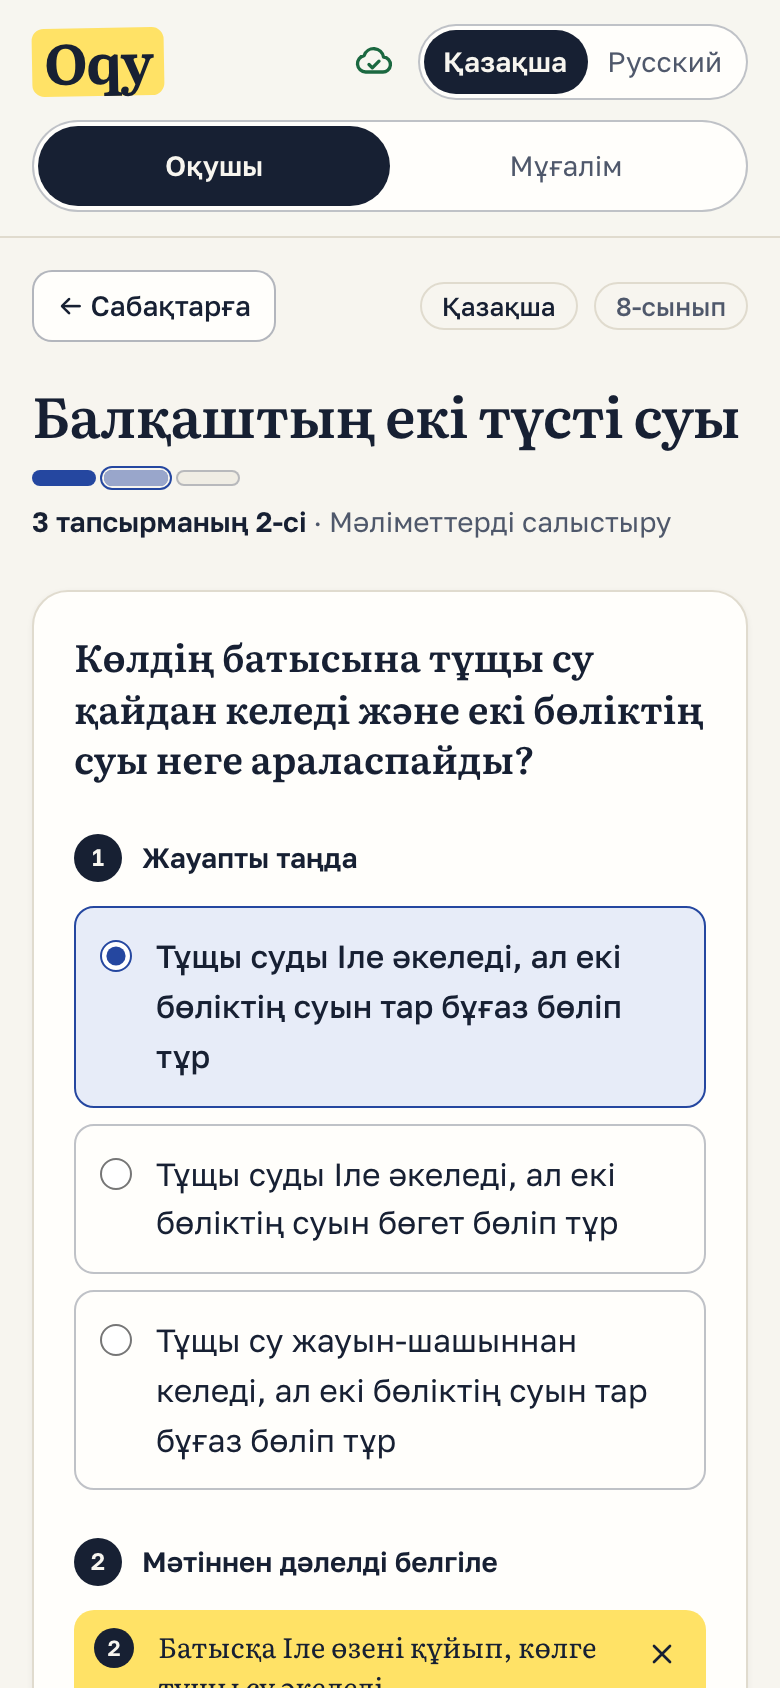 Oqy
Қазақша Русский
Оқушы Мұғалім
← Сабақтарға Қазақша 8-сынып
Балқаштың екі түсті суы
3 тапсырманың 2-сі · Мәліметтерді салыстыру
Көлдің батысына тұщы су
қайдан келеді және екі бөліктің
суы неге араласпайды?
1 Жауапты таңда
Тұщы суды Іле әкеледі, ал екі
бөліктің суын тар бұғаз бөліп
тұр
Тұщы суды Іле әкеледі, ал екі
бөліктің суын бөгет бөліп тұр
Тұщы су жауын-шашыннан
келеді, ал екі бөліктің суын тар
бұғаз бөліп тұр
2 Мәтіннен дәлелді белгіле
2 Батысқа Іле өзені құйып, көлге
тұщы су әкеледі